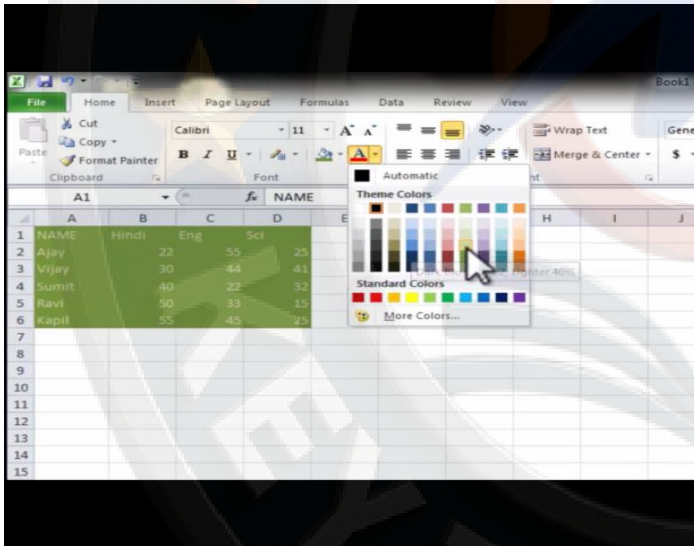 Book1
File Home Insert Page Layout Formulas Data Review View
Cut
Copy
Format Painter
Paste
Calibri 11 A A
B I U A
Wrap Text
Merge & Center
Gene
$
Clipboard Font
A1 fx NAME
Automatic
Theme Colors
Lighter 40%
Standard Colors
More Colors...
A B C D E H I J
1 NAME Hindi Eng Sci
2 Ajay 22 55 25
3 Vijay 30 44 41
4 Sumit 40 22 32
5 Ravi 50 33 15
6 Kapil 55 45 25
7
8
9
10
11
12
13
14
15
KEY